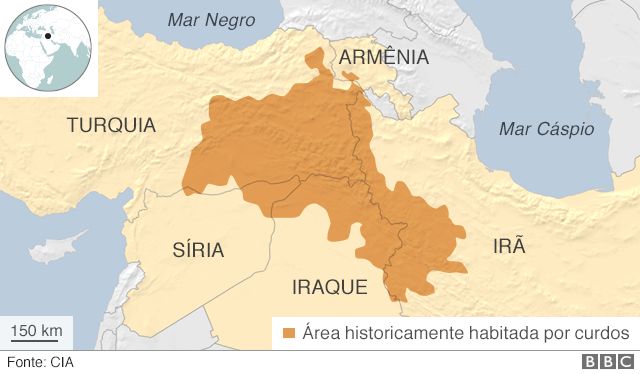 Mar Negro
ARMÊNIA
TURQUIA
Mar Cáspio
SÍRIA
IRÃ
IRAQUE
150 km
Área historicamente habitada por curdos
Fonte: CIA
BBC